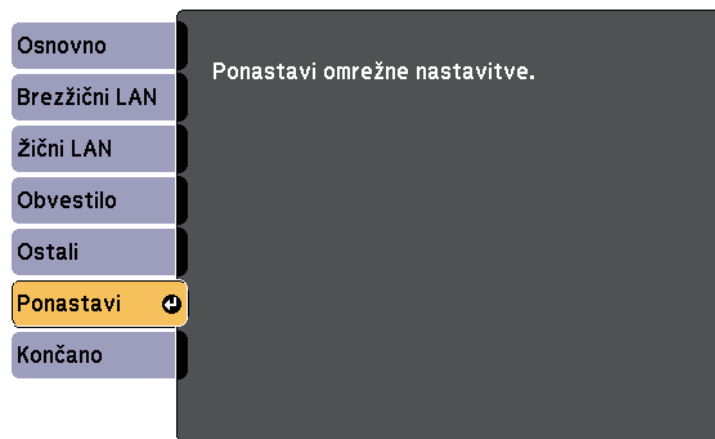 Osnovno
Brezžični LAN
Žični LAN
Obvestilo
Ostali
Ponastavi
Končano
Ponastavi omrežne nastavitve.